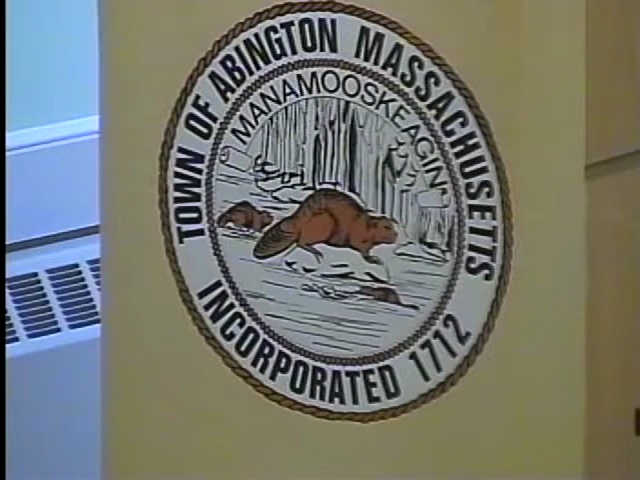 TOWN OF ABINGTON MASSACHUSETTS
MANAMOOSKEAGIN
INCORPORATED 1712